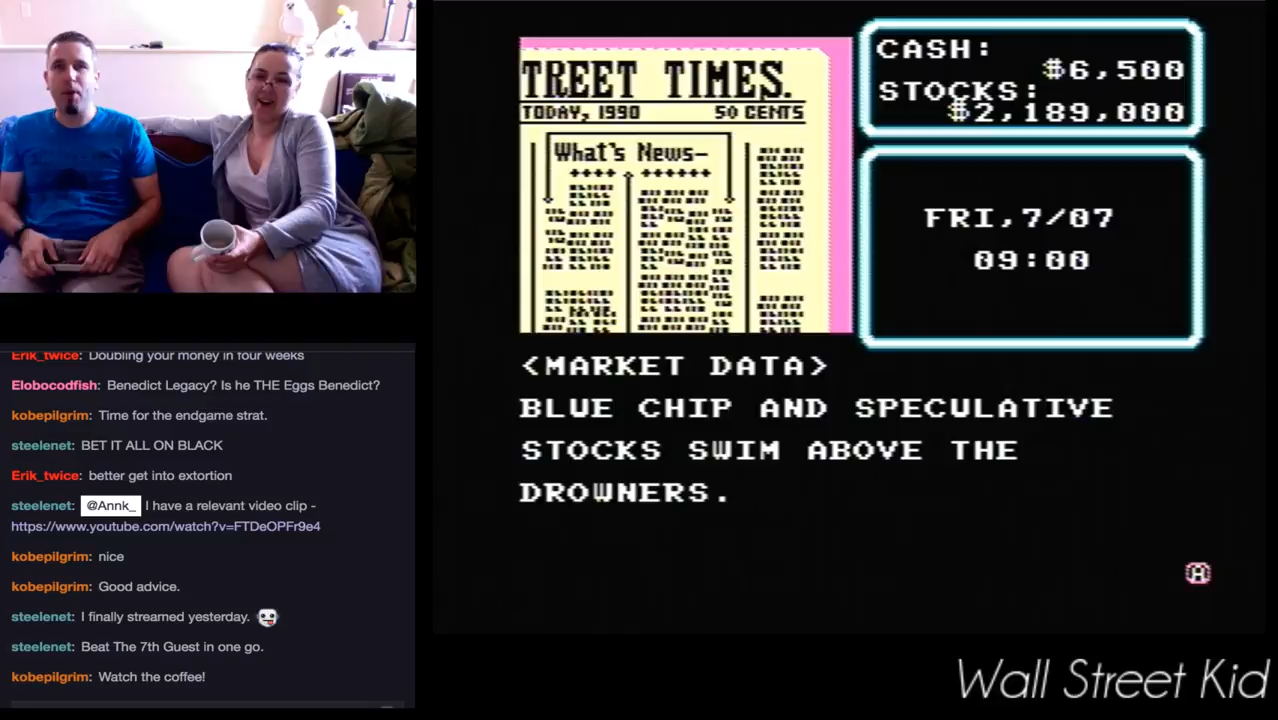 Erik_twice: Doubling your money in four weeks
Elobocodfish: Benedict Legacy? Is he THE Eggs Benedict?
kobepilgrim: Time for the endgame strat.
steelenet: BET IT ALL ON BLACK
Erik_twice: better get into extortion
steelenet: @Annk_ I have a relevant video clip -
https://www.youtube.com/watch?v=FTDeOPFr9e4
kobepilgrim: nice
kobepilgrim: Good advice.
steelenet: I finally streamed yesterday.
steelenet: Beat The 7th Guest in one go.
kobepilgrim: Watch the coffee!
TREET TIMES.
TODAY, 1990 50 CENTS
What's News—
CASH:
$6,500
STOCKS:
$2,189,000
FRI,7/07
09:00
<MARKET DATA>
BLUE CHIP AND SPECULATIVE
STOCKS SWIM ABOVE THE
DROWNERS.
A
Wall Street Kid